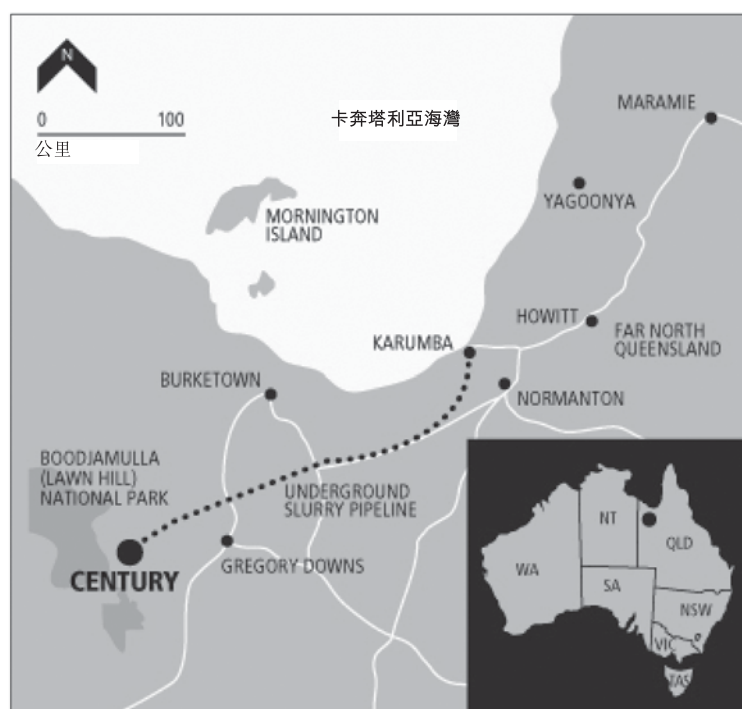 N
0 100
公里
卡奔塔利亞海灣
MARAMIE
YAGOONYA
MORNINGTON
ISLAND
HOWITT
FAR NORTH
QUEENSLAND
KARUMBA
BURKETOWN
NORMANTON
BOODJAMULLA
(LAWN HILL)
NATIONAL PARK
UNDERGROUND
SLURRY PIPELINE
CENTURY
GREGORY DOWNS
NT
QLD
WA
SA
NSW
VIC
TAS